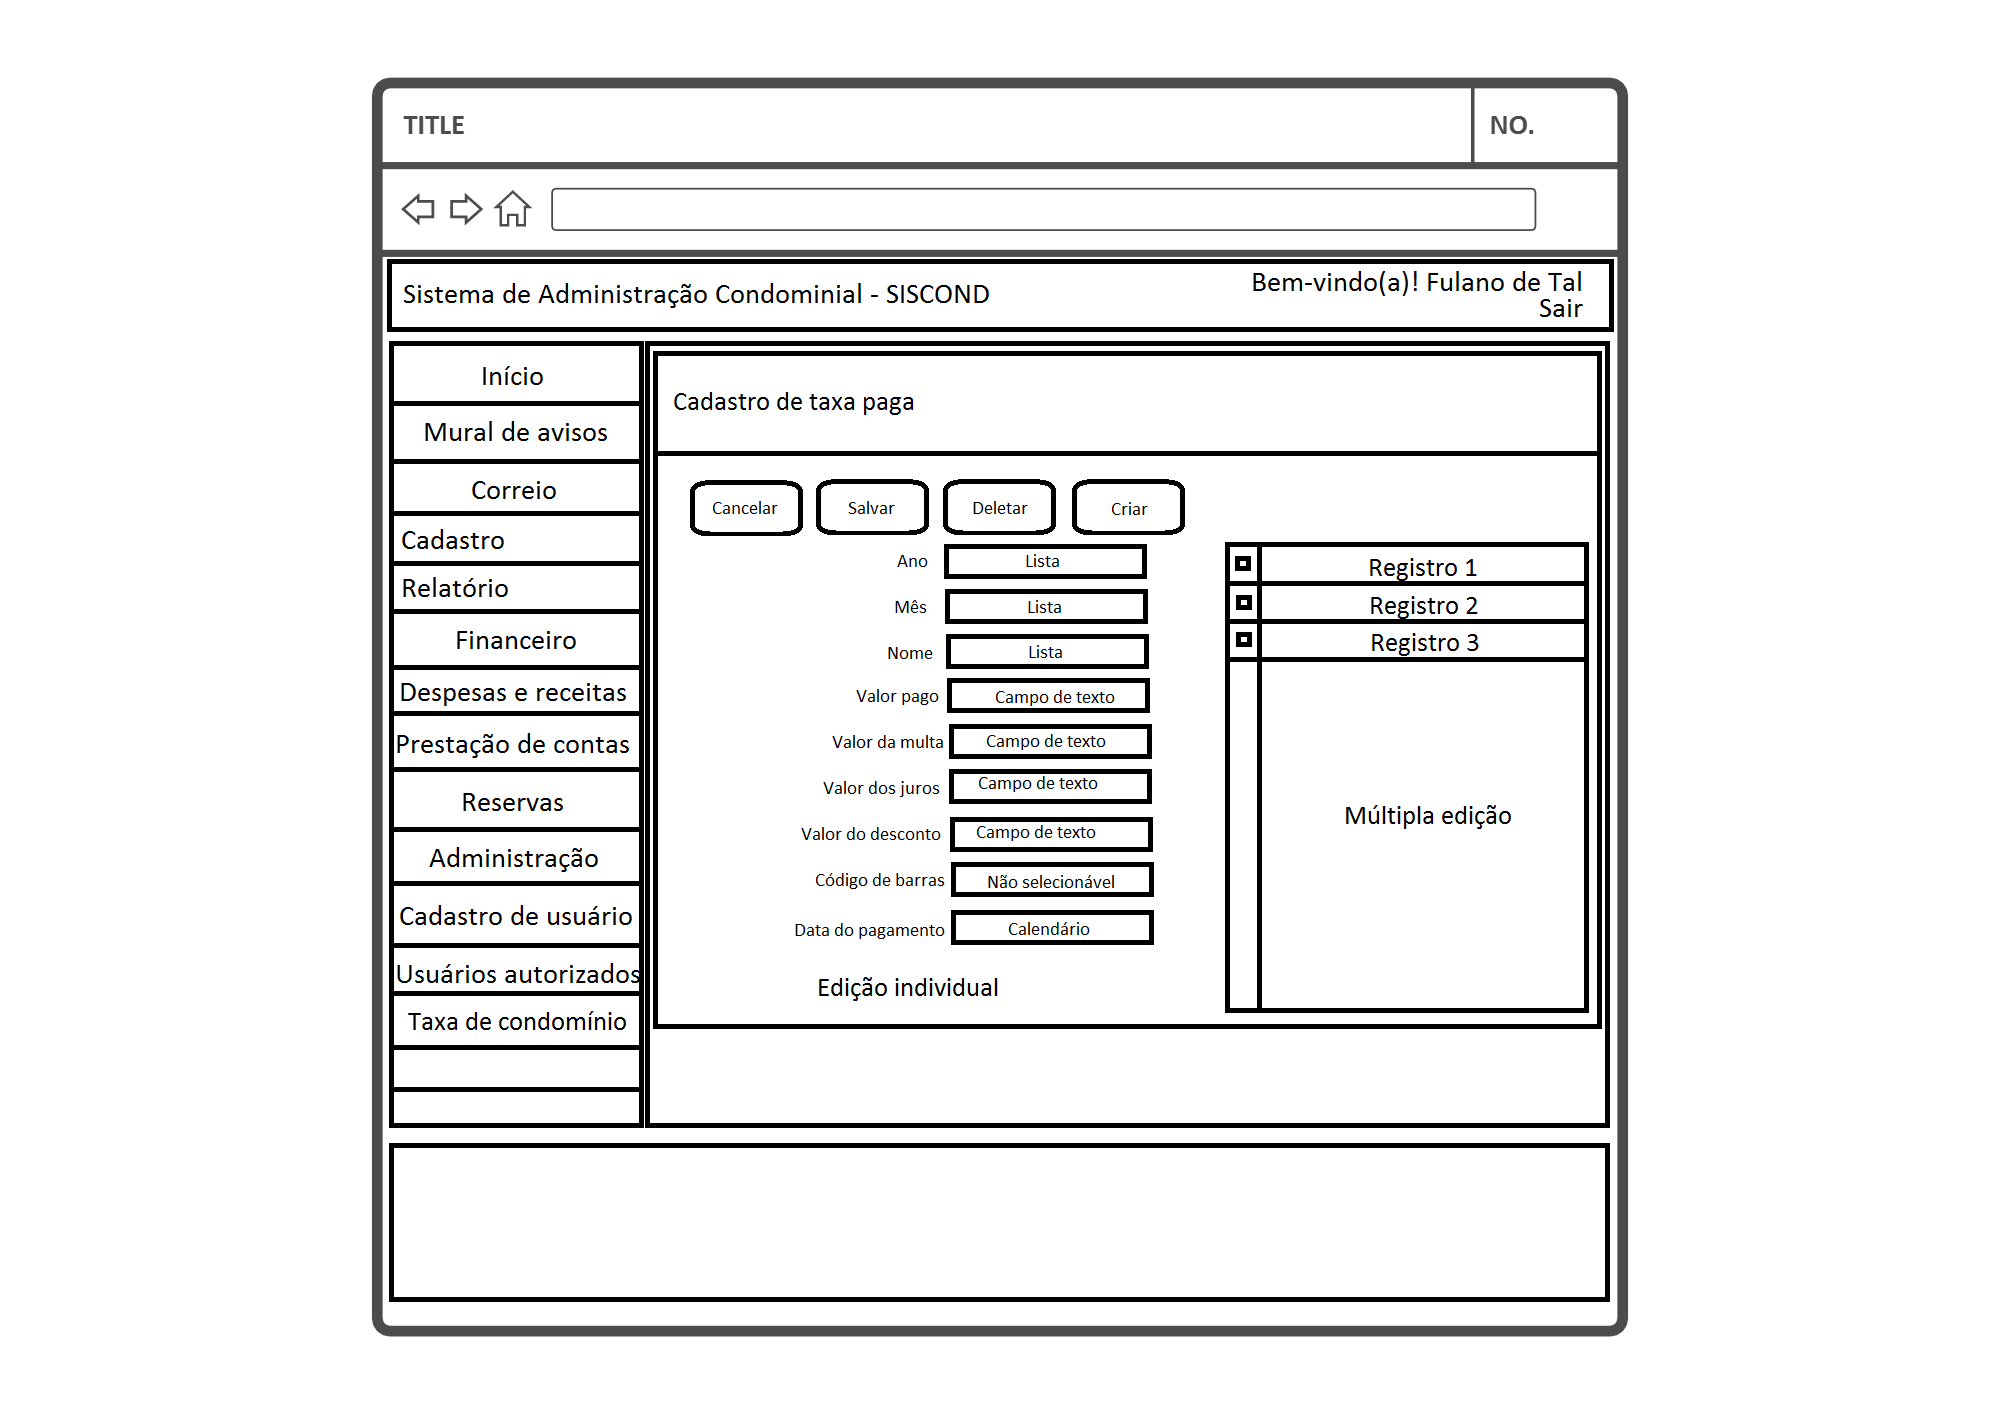 TITLE
NO.
Sistema de Administração Condominial - SISCOND
Bem-vindo(a)! Fulano de Tal
Sair
Início
Mural de avisos
Correio
Cadastro
Relatório
Financeiro
Despesas e receitas
Prestação de contas
Reservas
Administração
Cadastro de usuário
Usuários autorizados
Taxa de condomínio
Cadastro de taxa paga
Cancelar
Salvar
Deletar
Criar
Ano Lista
Mês Lista
Nome Lista
Valor pago Campo de texto
Valor da multa Campo de texto
Valor dos juros Campo de texto
Valor do desconto Campo de texto
Código de barras Não selecionável
Data do pagamento Calendário
Edição individual
Registro 1
Registro 2
Registro 3
Múltipla edição